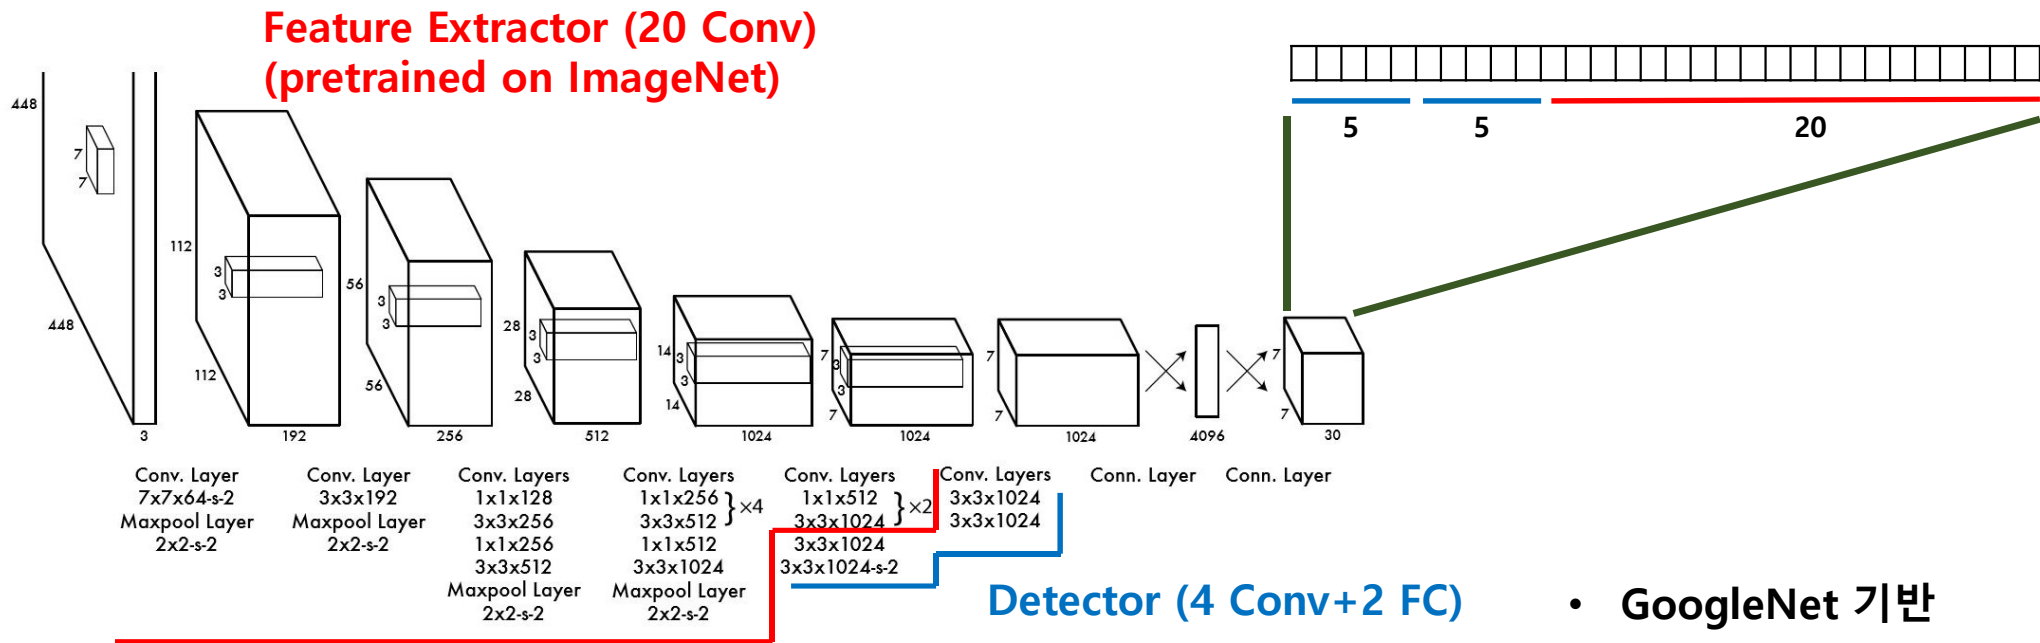 Feature Extractor (20 Conv)
(pretrained on ImageNet)
5
5
20
448
448
7
7
3
112
112
3
3
192
56
56
3
3
256
28
28
3
3
512
14
14
3
3
1024
7
7
3
3
1024
7
7
1024
4096
7
7
30
Conv. Layer
7x7x64-s-2
Maxpool Layer
2x2-s-2
Conv. Layer
3x3x192
Maxpool Layer
2x2-s-2
Conv. Layers
1x1x128
3x3x256
1x1x256
3x3x512
Maxpool Layer
2x2-s-2
Conv. Layers
1x1x256
3x3x512
}×4
1x1x512
3x3x1024
Maxpool Layer
2x2-s-2
Conv. Layers
1x1x512
3x3x1024
}×2
3x3x1024
3x3x1024-s-2
Conv. Layers
3x3x1024
3x3x1024
Conn. Layer
Conn. Layer
Detector (4 Conv+2 FC)
• GoogleNet 기반